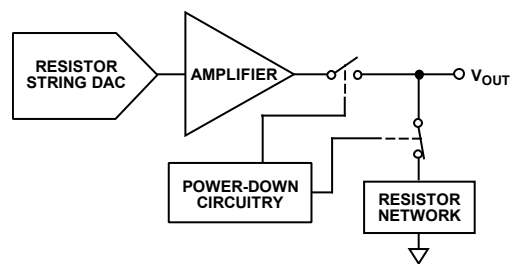 RESISTOR
STRING DAC
AMPLIFIER
VOUT
POWER-DOWN
CIRCUITRY
RESISTOR
NETWORK